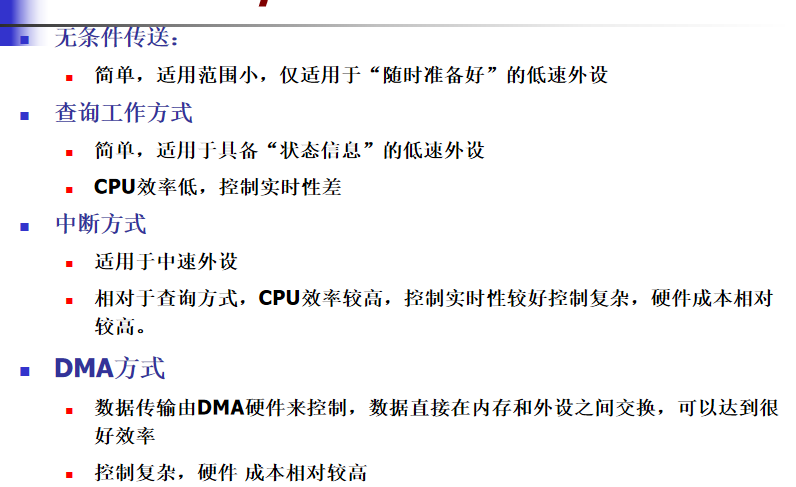 无条件传送：
简单，适用范围小，仅适用于“随时准备好”的低速外设
查询工作方式
简单，适用于具备“状态信息”的低速外设
CPU效率低，控制实时性差
中断方式
适用于中速外设
相对于查询方式，CPU效率较高，控制实时性较好控制复杂，硬件成本相对
较高。
DMA方式
数据传输由DMA硬件来控制，数据直接在内存和外设之间交换，可以达到很
好效率
控制复杂，硬件 成本相对较高